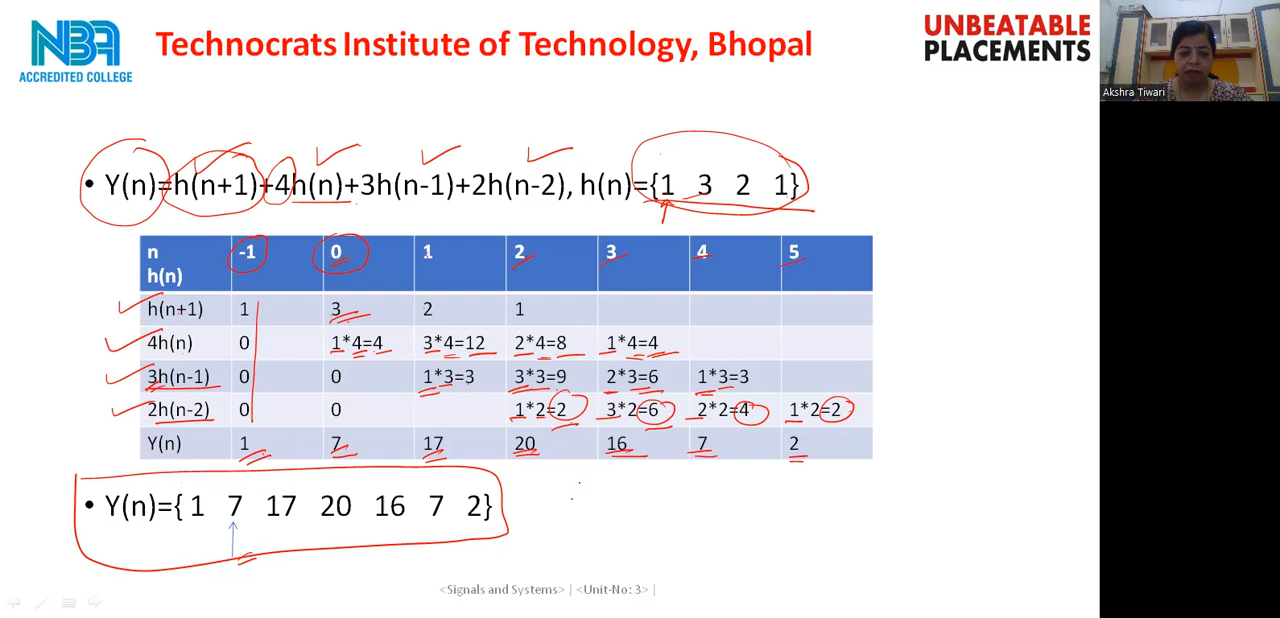 NBA
ACCREDITED COLLEGE
Technocrats Institute of Technology, Bhopal
UNBEATABLE
PLACEMENTS
Akshra Tiwari
• Y(n)=h(n+1)+4h(n)+3h(n-1)+2h(n-2), h(n)={1 3 2 1}
n -1 0 1 2 3 4 5
h(n)
h(n+1) 1 3 2 1
4h(n) 0 1*4=4 3*4=12 2*4=8 1*4=4
3h(n-1) 0 0 1*3=3 3*3=9 2*3=6 1*3=3
2h(n-2) 0 0 1*2=2 3*2=6 2*2=4 1*2=2
Y(n) 1 7 17 20 16 7 2
• Y(n)={ 1 7 17 20 16 7 2}
<Signals and Systems> | <Unit-No: 3> |